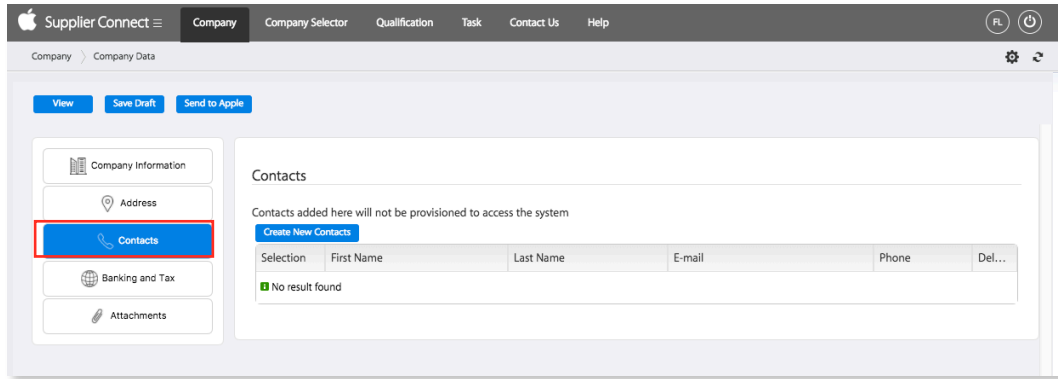 Supplier Connect Company Company Selector Qualification Task Contact Us Help FL
Company Company Data
View Save Draft Send to Apple
Company Information
Address
Contacts
Banking and Tax
Attachments
Contacts
Contacts added here will not be provisioned to access the system
Create New Contacts
Selection First Name Last Name E-mail Phone Del...
No result found